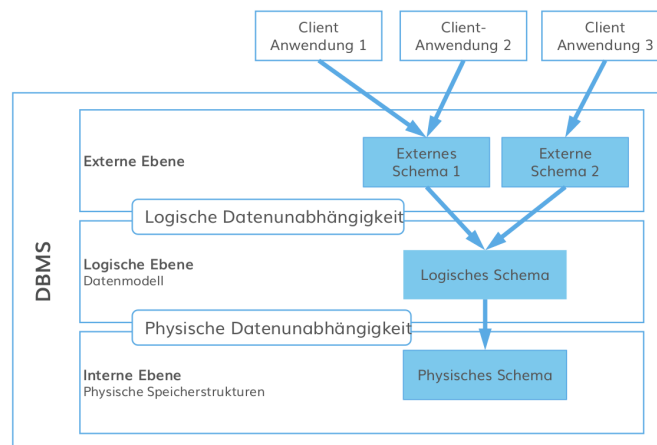 Client
Anwendung 1
Client-
Anwendung 2
Client
Anwendung 3
DBMS
Externe Ebene
Externes
Schema 1
Externe
Schema 2
Logische Datenunabhängigkeit
Logische Ebene
Datenmodell
Logisches Schema
Physische Datenunabhängigkeit
Interne Ebene
Physische Speicherstrukturen
Physisches Schema